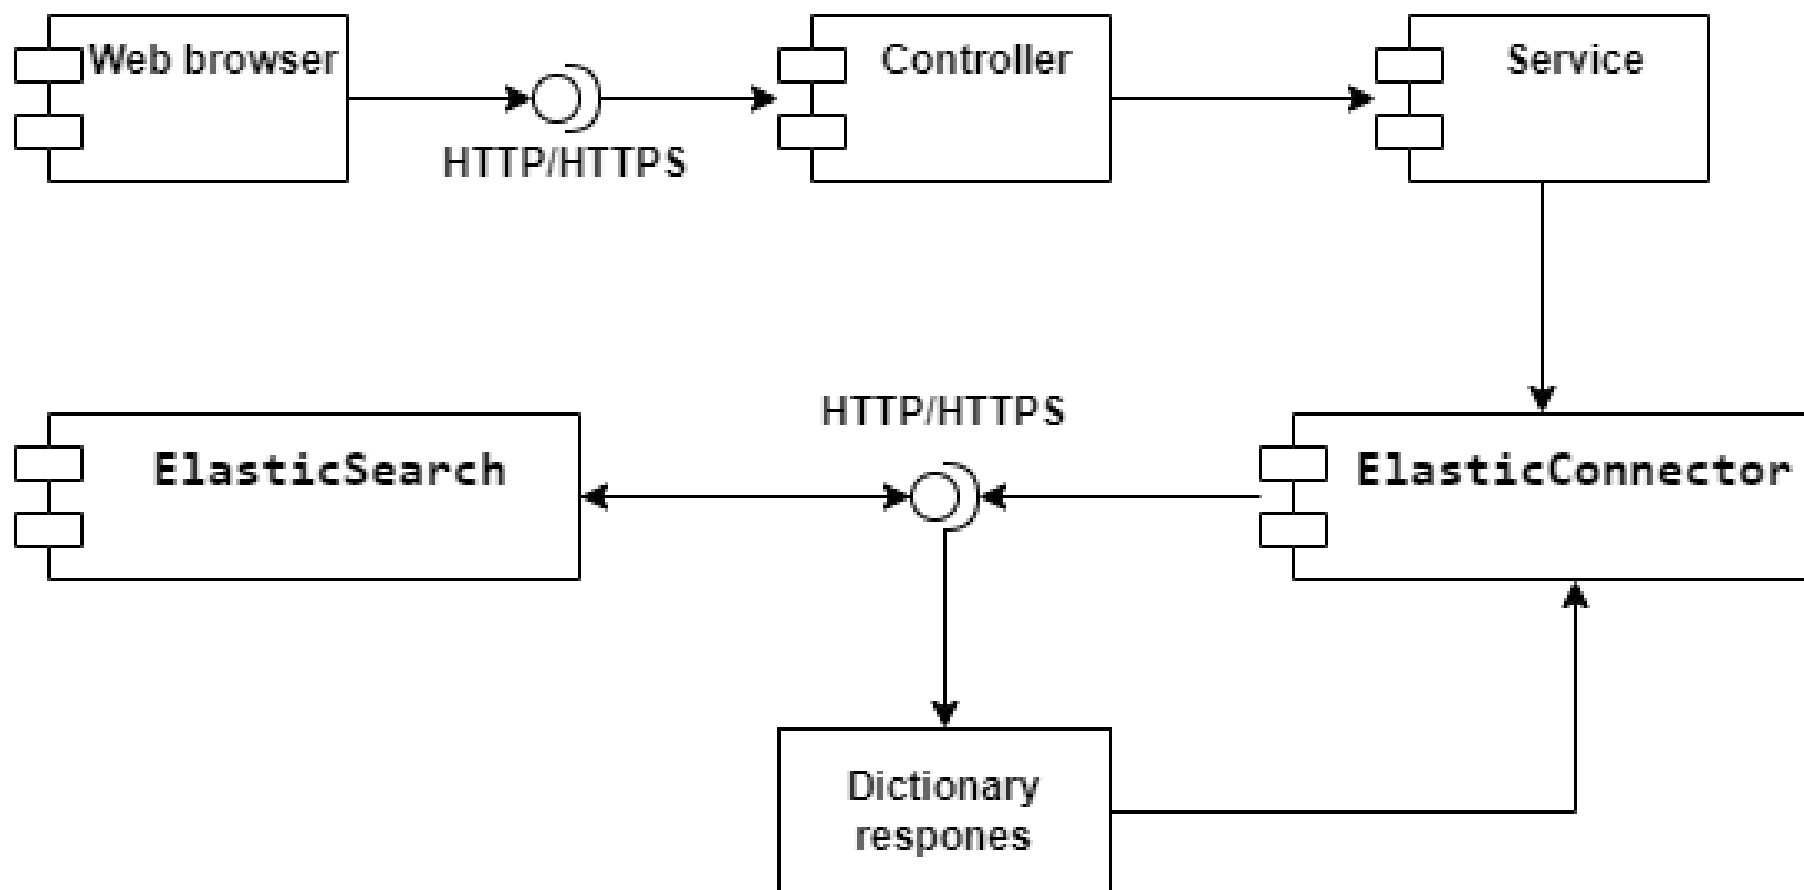 Web browser
Controller
Service
HTTP/HTTPS
HTTP/HTTPS
ElasticSearch
ElasticConnector
Dictionary
respones